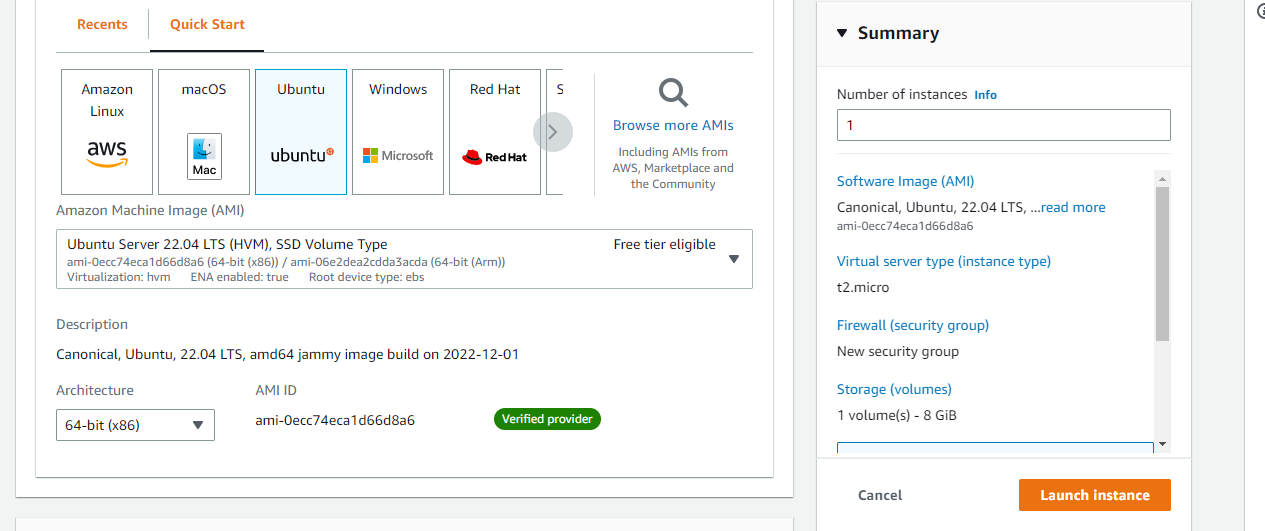 Recents
Quick Start
Amazon
Linux
aws
macOS
Mac
Ubuntu
ubuntu
Windows
Microsoft
Red Hat
Red Hat
S
Browse more AMIs
Including AMIs from
AWS, Marketplace and
the Community
Amazon Machine Image (AMI)
Ubuntu Server 22.04 LTS (HVM), SSD Volume Type
Free tier eligible
ami-0ecc74eca1d66d8a6 (64-bit (x86)) / ami-06e2dea2cdda3acda (64-bit (Arm))
Virtualization: hvm ENA enabled: true Root device type: ebs
Description
Canonical, Ubuntu, 22.04 LTS, amd64 jammy image build on 2022-12-01
Architecture
AMI ID
64-bit (x86)
ami-0ecc74eca1d66d8a6
Verified provider
Summary
Number of instances Info
1
Software Image (AMI)
Canonical, Ubuntu, 22.04 LTS, ...read more
ami-0ecc74eca1d66d8a6
Virtual server type (instance type)
t2.micro
Firewall (security group)
New security group
Storage (volumes)
1 volume(s) - 8 GiB
Cancel
Launch instance